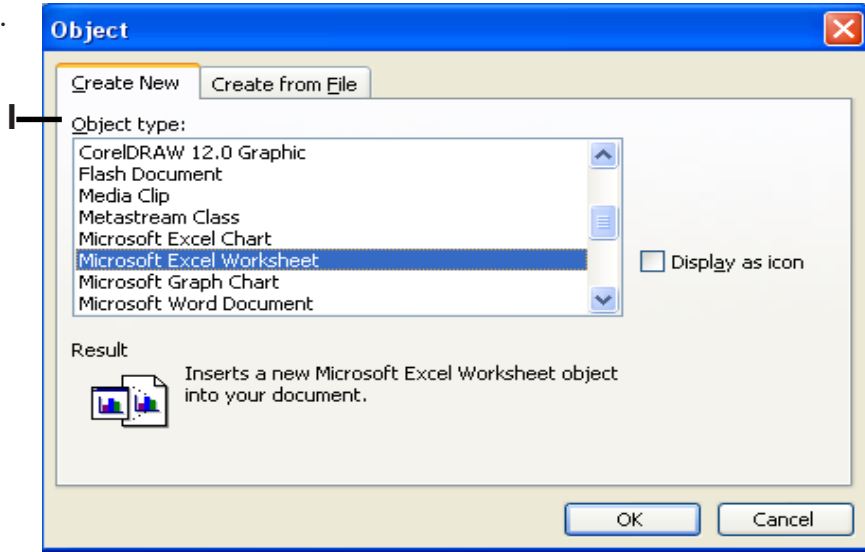 .
Object
Create New Create from File
I
Object type:
CorelDRAW 12.0 Graphic
Flash Document
Media Clip
Metastream Class
Microsoft Excel Chart
Microsoft Excel Worksheet
Microsoft Graph Chart
Microsoft Word Document
Display as icon
Result
Inserts a new Microsoft Excel Worksheet object
into your document.
OK Cancel